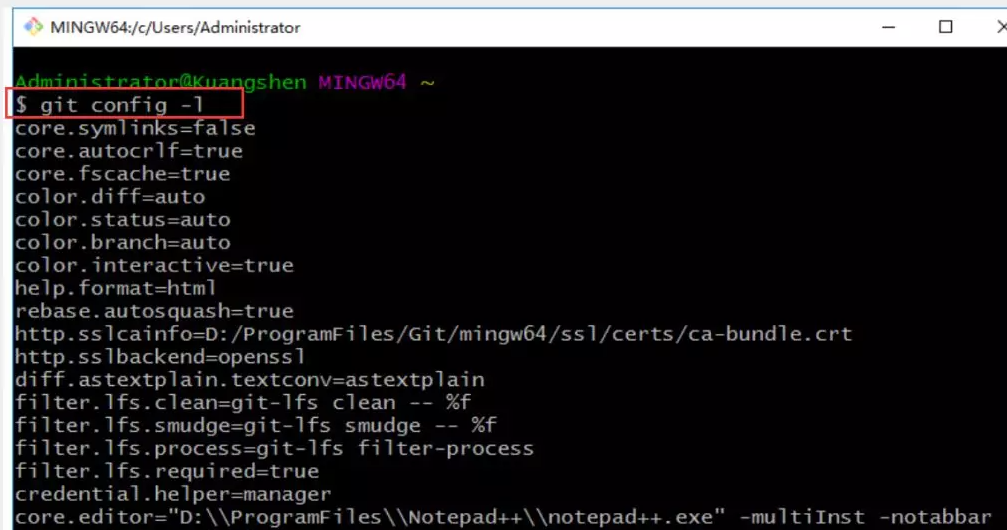 MINGW64:/c/Users/Administrator
Administrator@Kuangshen MINGW64 ~
$ git config -l
core.symlinks=false
core.autocrlf=true
core.fscache=true
color.diff=auto
color.status=auto
color.branch=auto
color.interactive=true
help.format=html
rebase.autosquash=true
http.sslcainfo=D:/ProgramFiles/Git/mingw64/ssl/certs/ca-bundle.crt
http.sslbackend=openssl
diff.astextplain.textconv=astextplain
filter.lfs.clean=git-lfs clean -- %f
filter.lfs.smudge=git-lfs smudge -- %f
filter.lfs.process=git-lfs filter-process
filter.lfs.required=true
credential.helper=manager
core.editor="D:\\ProgramFiles\\Notepad++\\notepad++.exe" -multiInst -notabbar